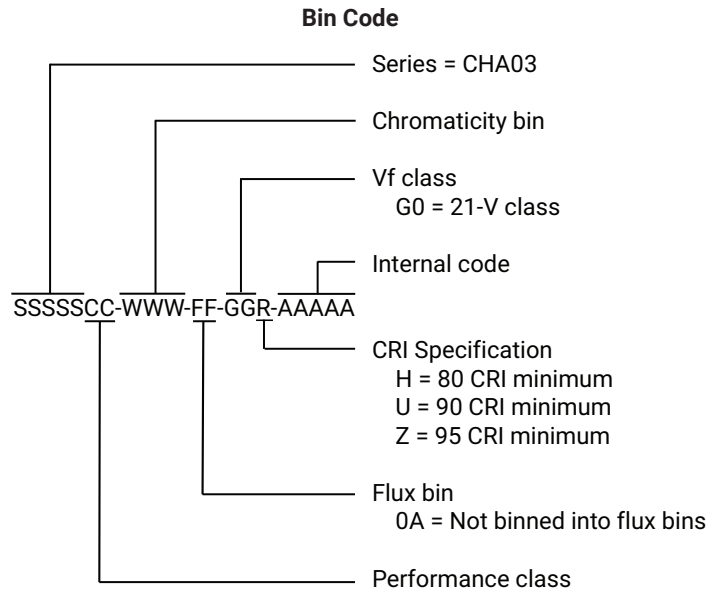 Bin Code
Series = CHA03
Chromaticity bin
Vf class
G0 = 21-V class
Internal code
SSSSSCC-WWW-FF-GGR-AAAAA
CRI Specification
H = 80 CRI minimum
U = 90 CRI minimum
Z = 95 CRI minimum
Flux bin
0A = Not binned into flux bins
Performance class